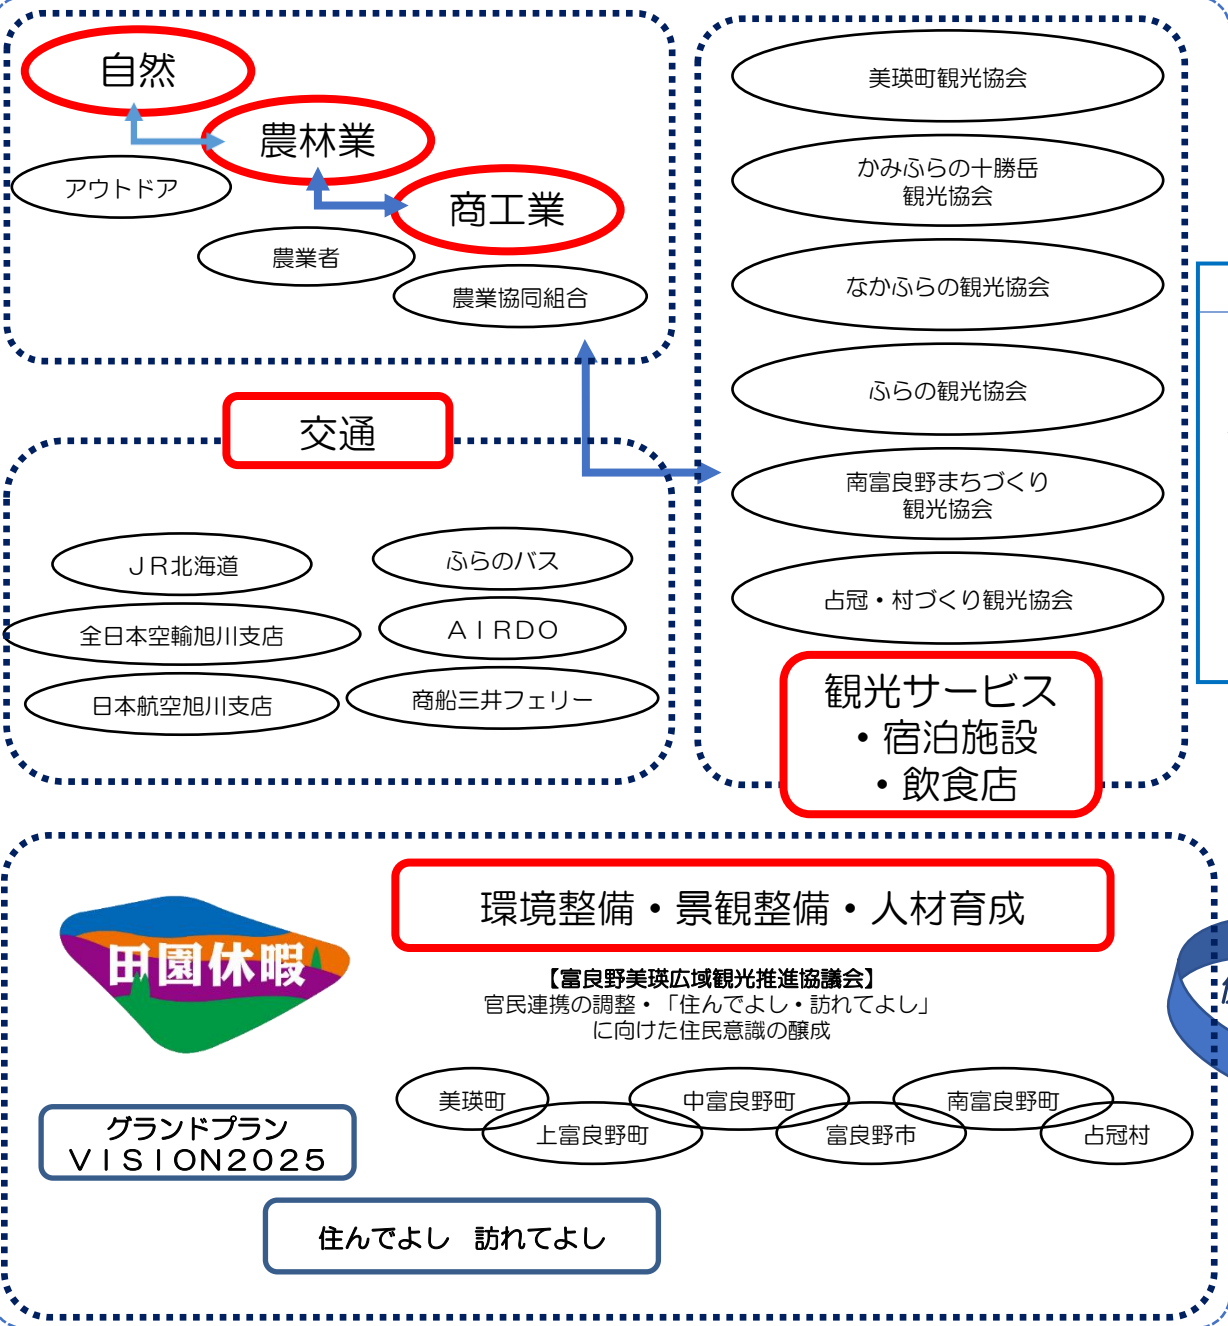 自然
農林業
商工業
アウトドア
農業者
農業協同組合
交通
ＪＲ北海道
ふらのバス
全日本空輸旭川支店
ＡＩＲＤＯ
日本航空旭川支店
商船三井フェリー
美瑛町観光協会
かみふらの十勝岳
観光協会
なかふらの観光協会
ふらの観光協会
南富良野まちづくり
観光協会
占冠・村づくり観光協会
観光サービス
・宿泊施設
・飲食店
田園休暇
環境整備・景観整備・人材育成
【富良野美瑛広域観光推進協議会】
官民連携の調整・「住んでよし・訪れてよし」
に向けた住民意識の醸成
美瑛町
中富良野町
南富良野町
上富良野町
富良野市
占冠村
グランドプラン
ＶＩＳＩＯＮ２０２５
住んでよし　訪れてよし